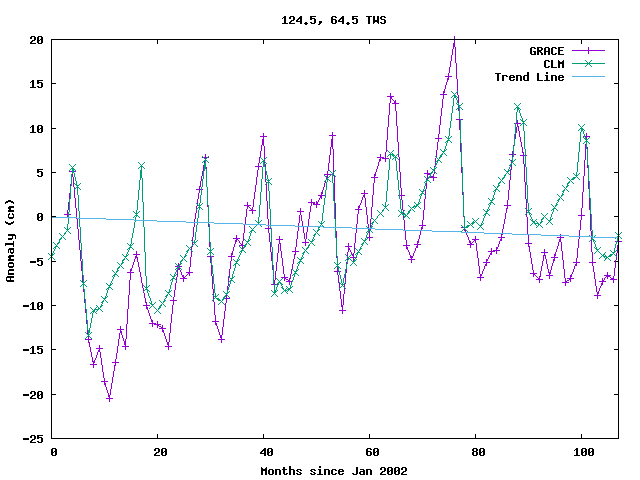 124.5, 64.5 TWS
GRACE
CLM
Trend Line
20
15
10
5
0
-5
-10
-15
-20
-25
Anomaly (cm)
0 20 40 60 80 100
Months since Jan 2002